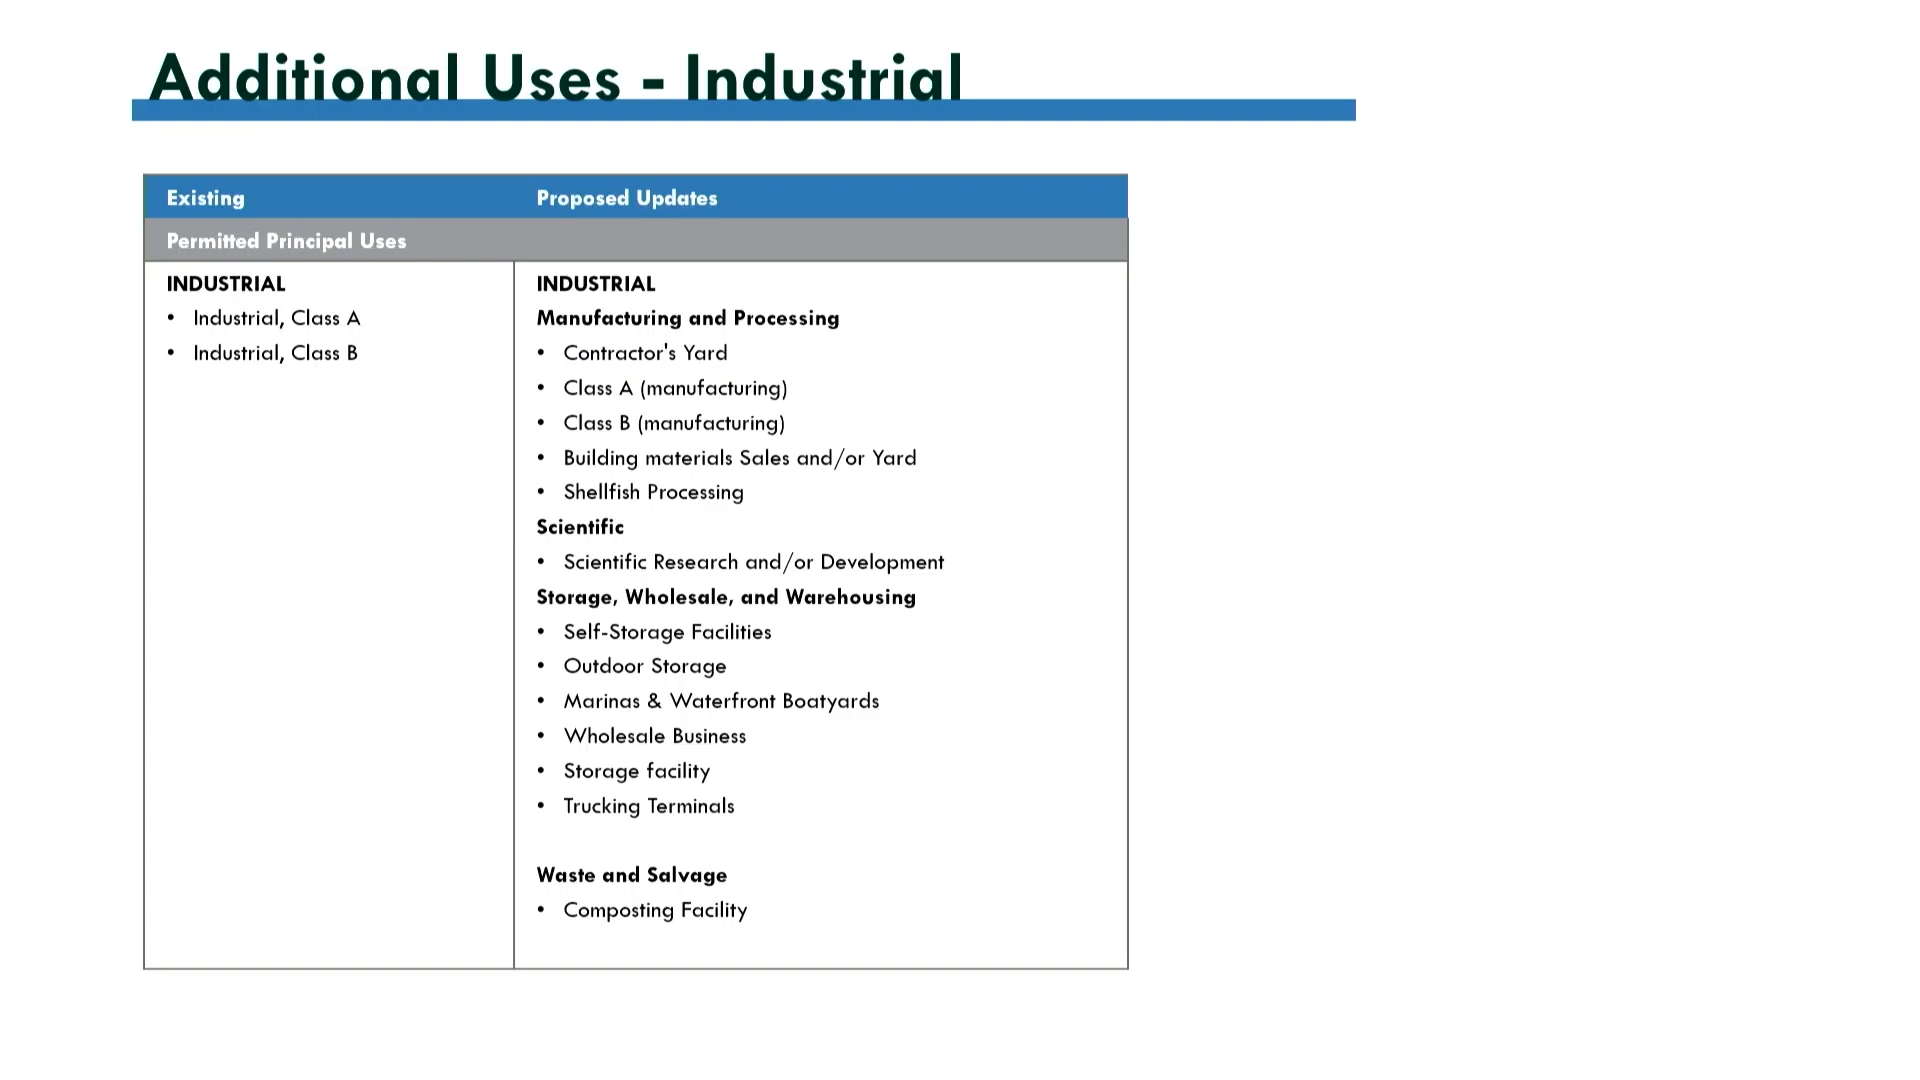 Additional Uses - Industrial
Existing
Proposed Updates
Permitted Principal Uses
INDUSTRIAL
• Industrial, Class A
• Industrial, Class B
INDUSTRIAL
Manufacturing and Processing
• Contractor's Yard
• Class A (manufacturing)
• Class B (manufacturing)
• Building materials Sales and/or Yard
• Shellfish Processing
Scientific
• Scientific Research and/or Development
Storage, Wholesale, and Warehousing
• Self-Storage Facilities
• Outdoor Storage
• Marinas & Waterfront Boatyards
• Wholesale Business
• Storage facility
• Trucking Terminals
Waste and Salvage
• Composting Facility